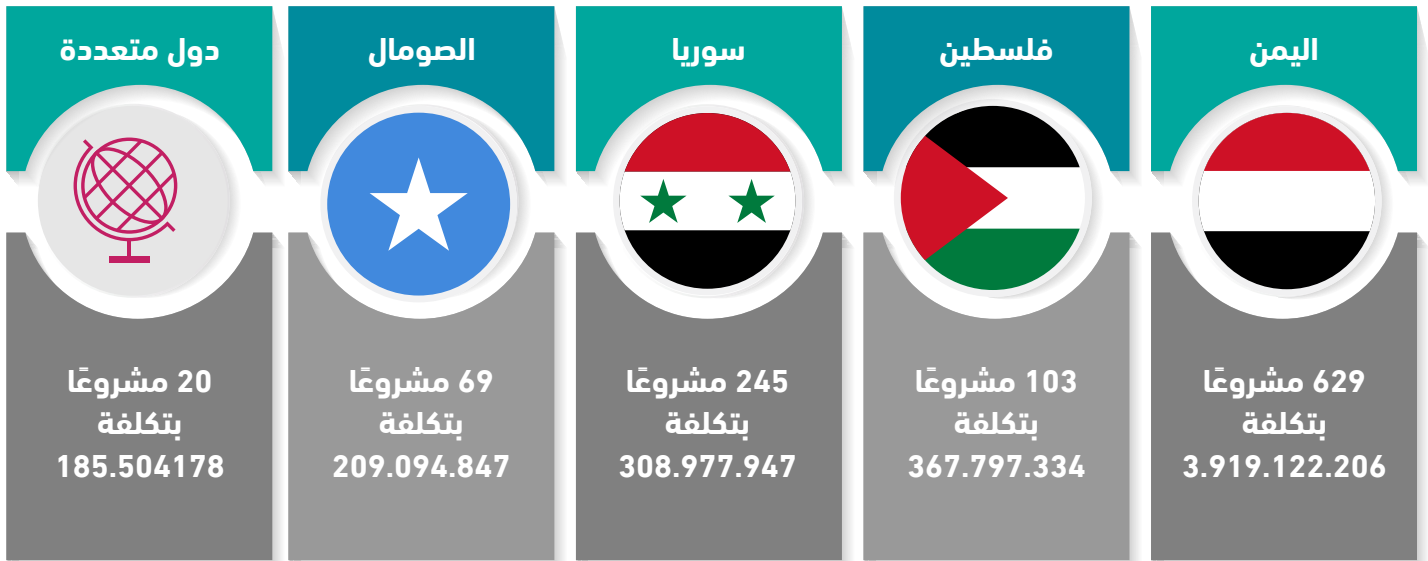 اليمن
629 مشروعًا
بتكلفة
3.919.122.206
فلسطين
103 مشروعًا
بتكلفة
367.797.334
سوريا
245 مشروعًا
بتكلفة
308.977.947
الصومال
69 مشروعًا
بتكلفة
209.094.847
دول متعددة
20 مشروعًا
بتكلفة
185.504178